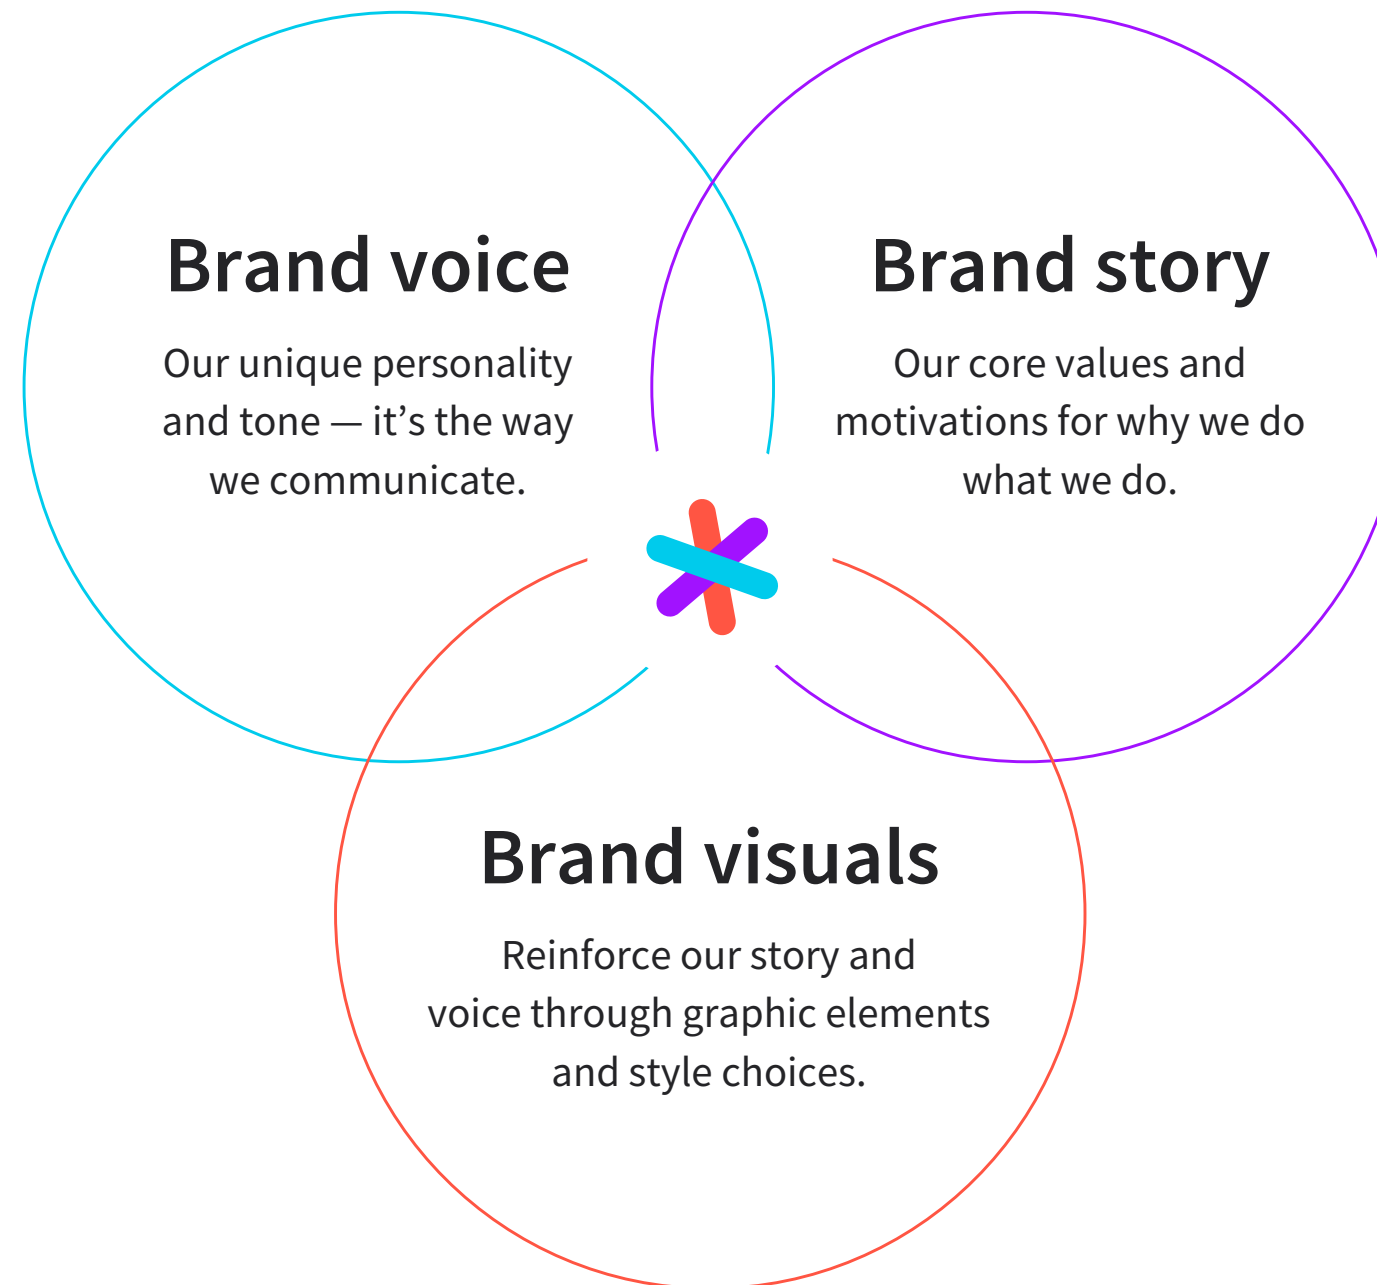 Brand voice
Our unique personality
and tone — it’s the way
we communicate.
Brand story
Our core values and
motivations for why we do
what we do.
Brand visuals
Reinforce our story and
voice through graphic elements
and style choices.